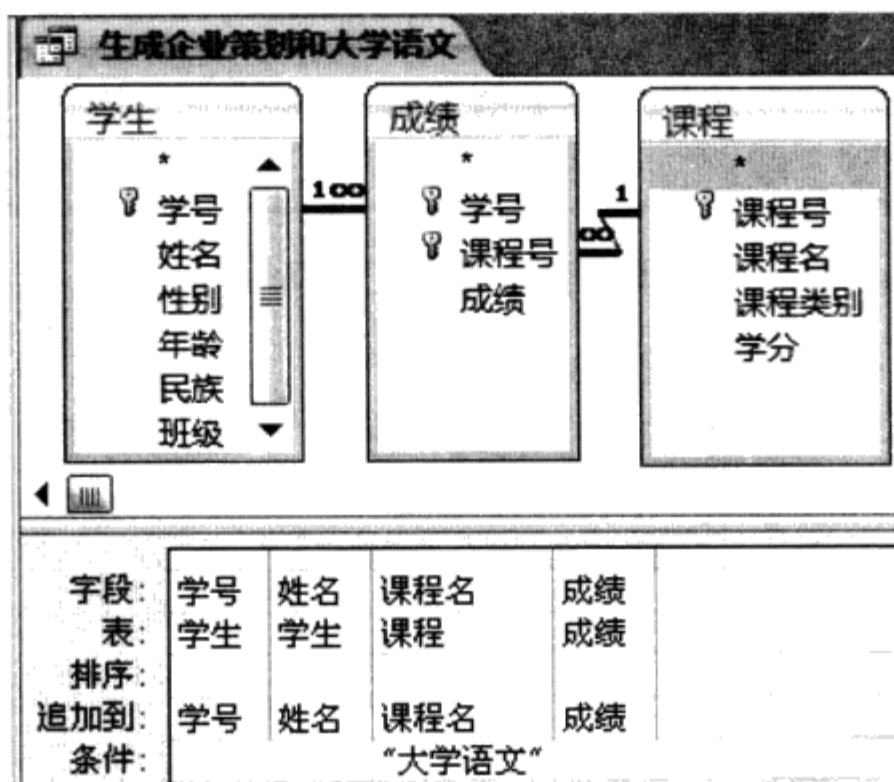 生成企业策划和大学语文
学生 成绩 课程
* * *
学号 学号 课程号
姓名 课程号 课程名
性别 成绩 课程类别
年龄 学分
民族
班级
1 ∞ 1 ∞
字段: 学号 姓名 课程名 成绩
表: 学生 学生 课程 成绩
排序:
追加到: 学号 姓名 课程名 成绩
条件: “大学语文”